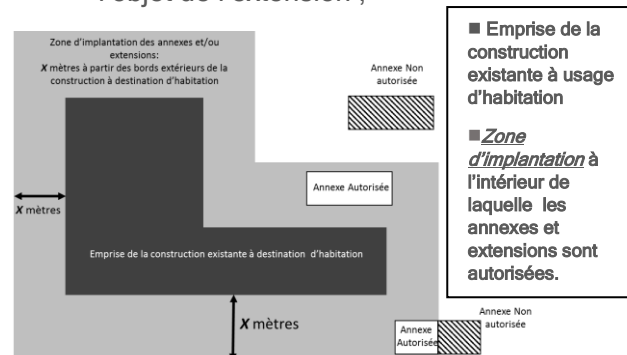 l'objet de l'extension ;
Zone d'implantation des annexes et/ou
extensions:
X mètres à partir des bords extérieurs de la
construction à destination d'habitation
Annexe Non
autorisée
Annexe Autorisée
X mètres
Emprise de la construction existante à destination d'habitation
X mètres
Annexe
Autorisée
Annexe Non
autorisée
■ Emprise de la
construction
existante à usage
d'habitation
■Zone
d'implantation à
l'intérieur de
laquelle les
annexes et
extensions sont
autorisées.